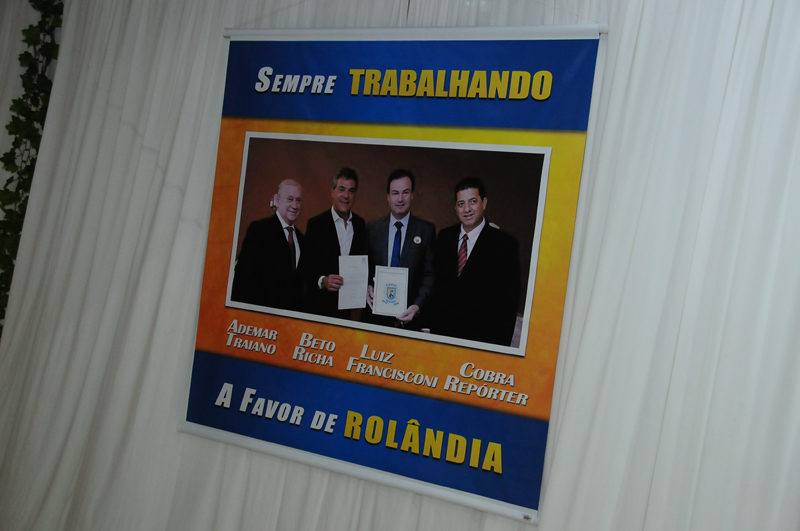 SEMPRE TRABALHANDO
ADEMAR
TRAIANO
BETO
RICHA
LUIZ
FRANCISCONI
COBRA
REPÓRTER
A FAVOR DE ROLÂNDIA